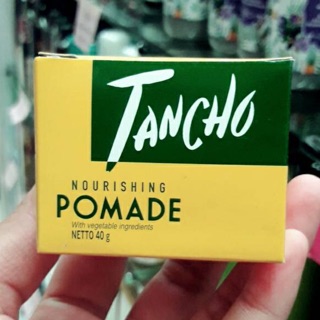 TANCHO
NOURISHING
POMADE
With vegetable ingredients
NETTO 40 g